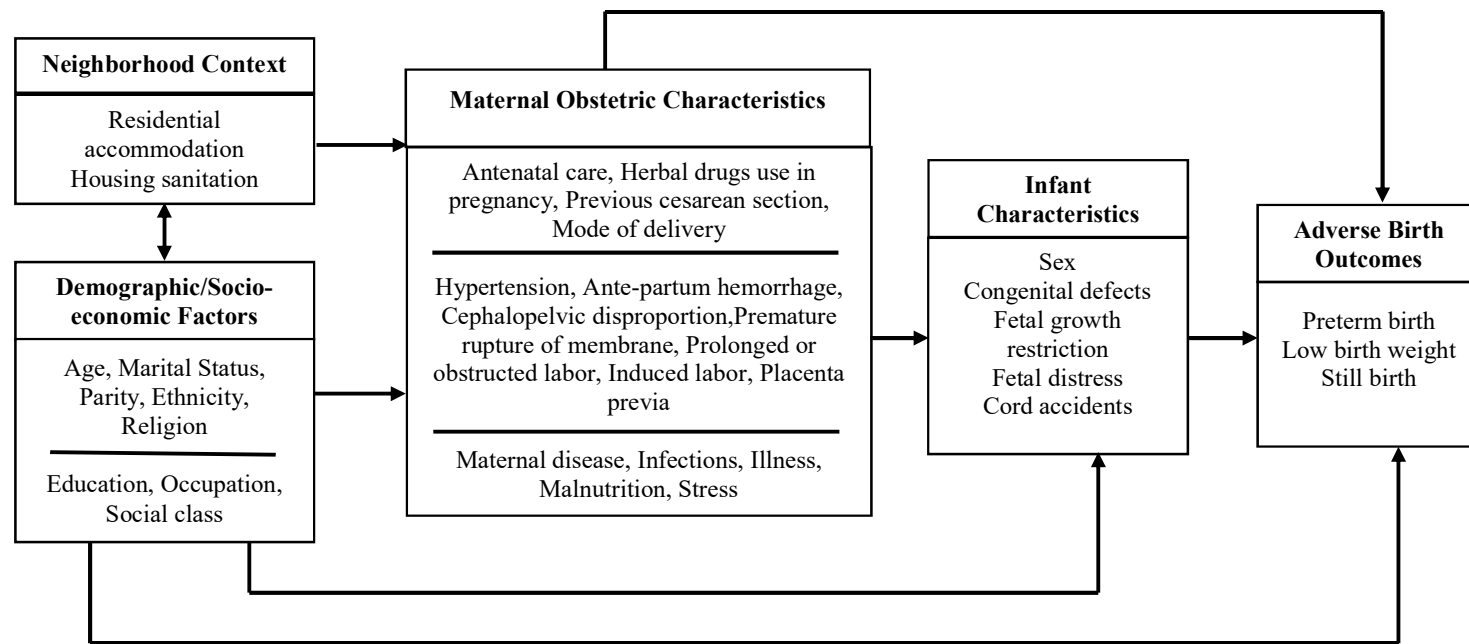 Neighborhood Context
Residential
accommodation
Housing sanitation
Demographic/Socio-
economic Factors
Age, Marital Status,
Parity, Ethnicity,
Religion
Education, Occupation,
Social class
Maternal Obstetric Characteristics
Antenatal care, Herbal drugs use in
pregnancy, Previous cesarean section,
Mode of delivery
Hypertension, Ante-partum hemorrhage,
Cephalopelvic disproportion,Premature
rupture of membrane, Prolonged or
obstructed labor, Induced labor, Placenta
previa
Maternal disease, Infections, Illness,
Malnutrition, Stress
Infant
Characteristics
Sex
Congenital defects
Fetal growth
restriction
Fetal distress
Cord accidents
Adverse Birth
Outcomes
Preterm birth
Low birth weight
Still birth